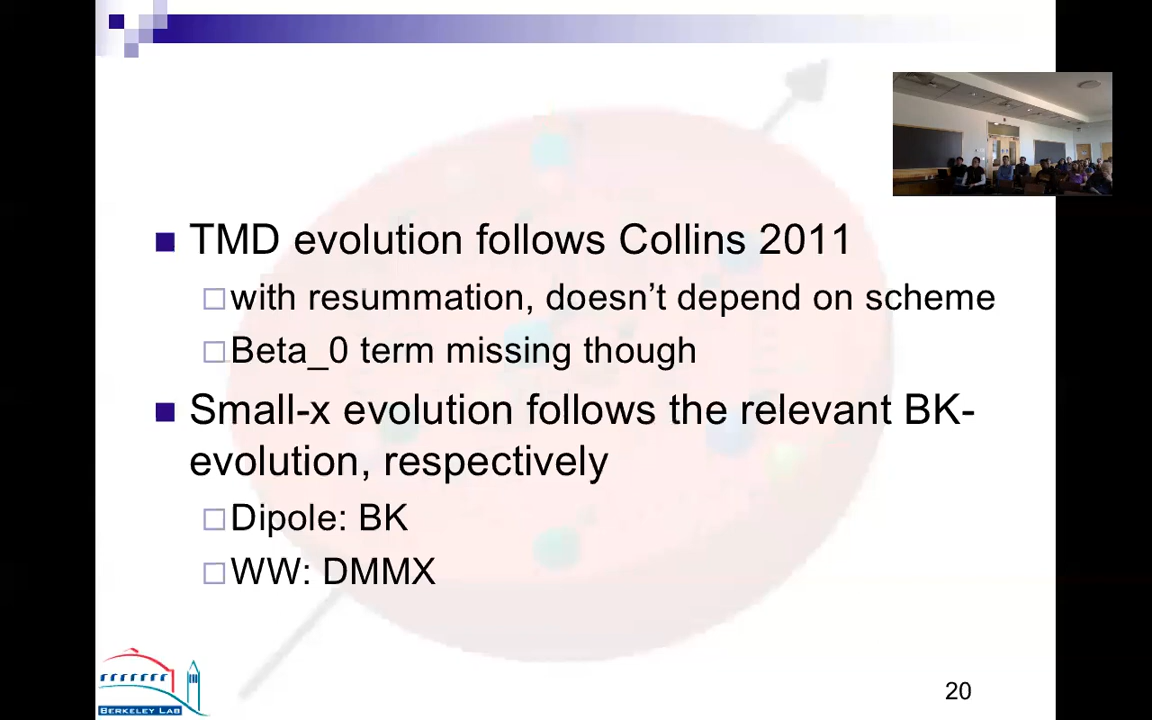 TMD evolution follows Collins 2011
with resummation, doesn’t depend on scheme
Beta_0 term missing though
Small-x evolution follows the relevant BK-
evolution, respectively
Dipole: BK
WW: DMMX
BERKELEY LAB
20